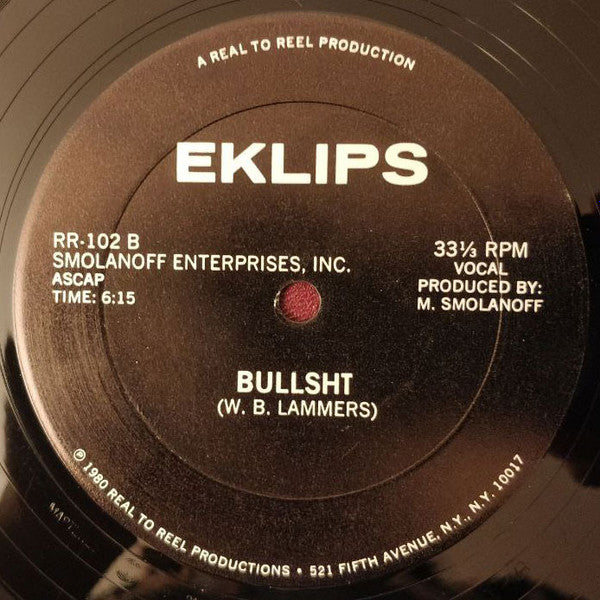 A REAL TO REEL PRODUCTION
EKLIPS
RR-102 B
SMOLANOFF ENTERPRISES, INC.
ASCAP
TIME: 6:15
33⅓ RPM
VOCAL
PRODUCED BY:
M. SMOLANOFF
BULLSHT
(W. B. LAMMERS)
℗ 1980 REAL TO REEL PRODUCTIONS • 521 FIFTH AVENUE, N.Y., N.Y. 10017